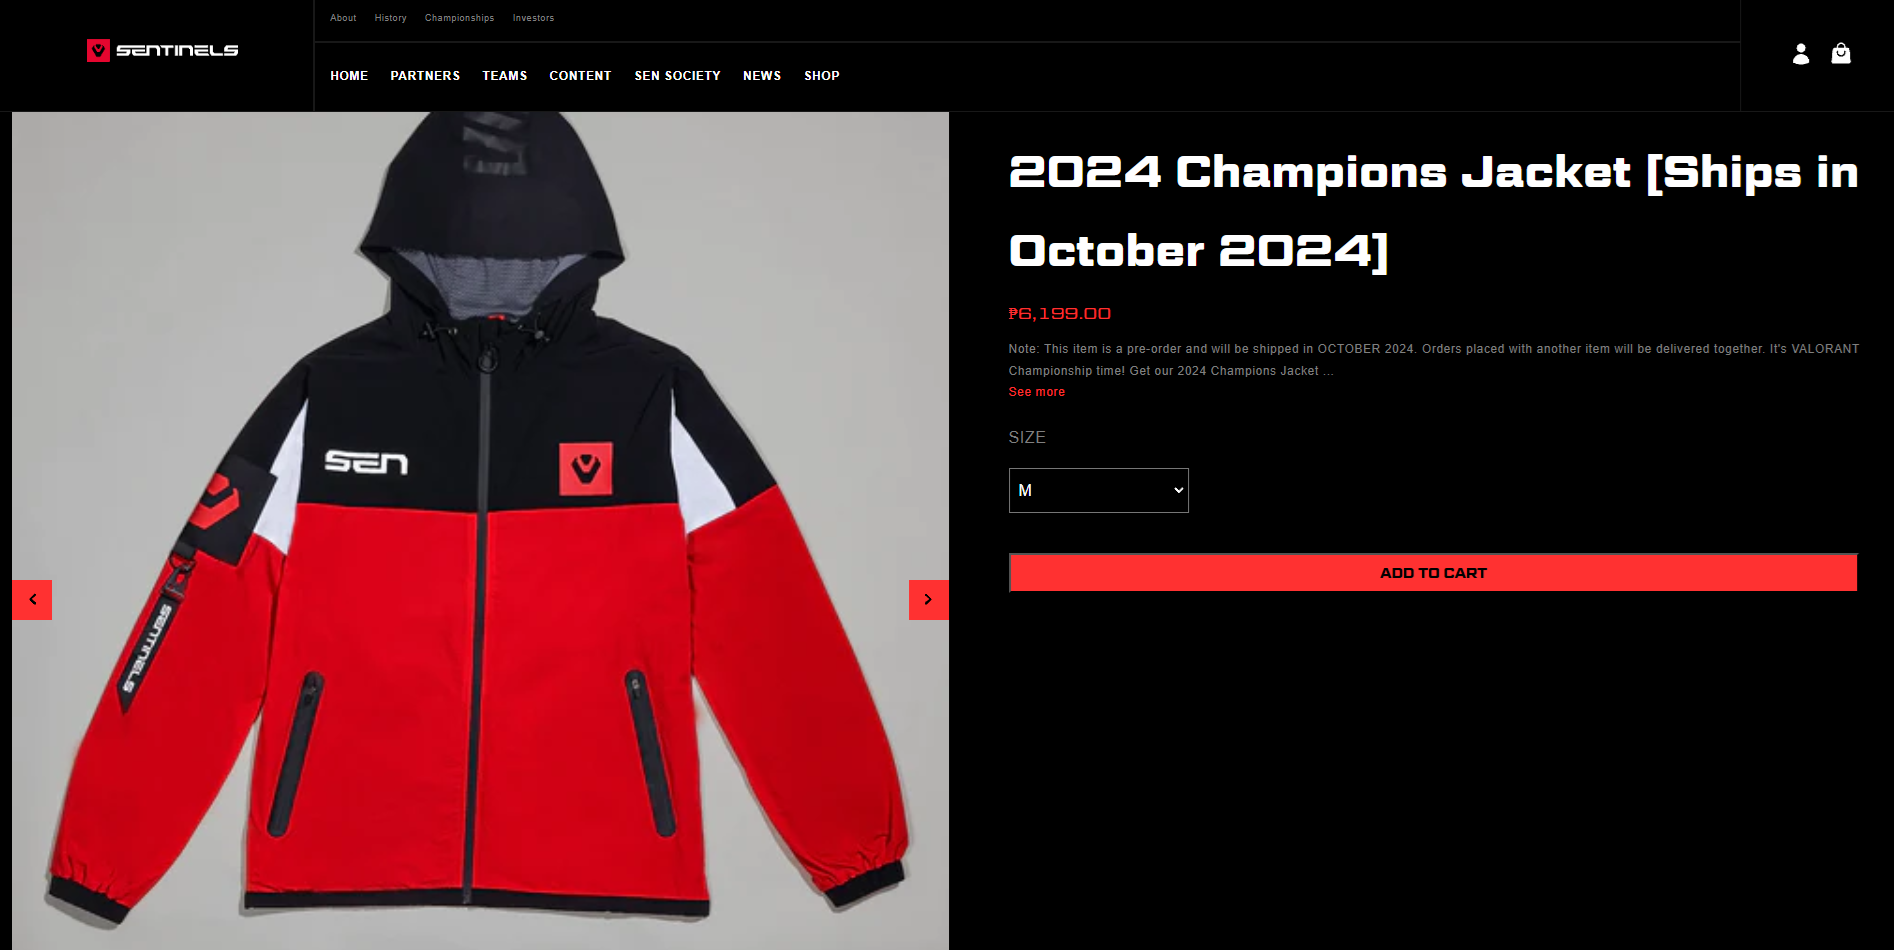 SENTINELS
About History Championships Investors
HOME PARTNERS TEAMS CONTENT SEN SOCIETY NEWS SHOP
SEN
SENTINELS
2024 Champions Jacket [Ships in
October 2024]
₱6,199.00
Note: This item is a pre-order and will be shipped in OCTOBER 2024. Orders placed with another item will be delivered together. It's VALORANT
Championship time! Get our 2024 Champions Jacket ...
See more
SIZE
M
ADD TO CART